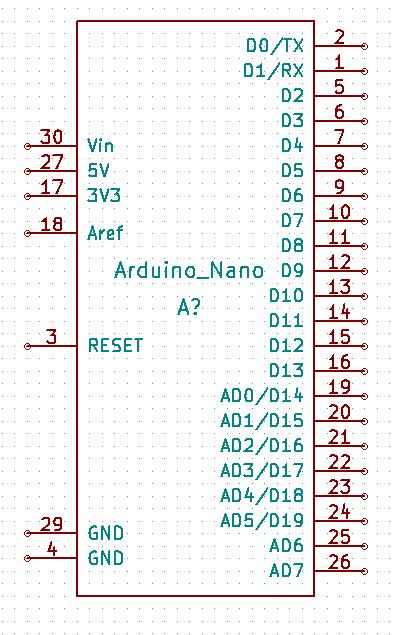 D0/TX 2
D1/RX 1
D2 5
D3 6
30 Vin D4 7
27 5V D5 8
17 3V3 D6 9
D7 10
18 Aref
D8 11
Arduino_Nano D9 12
D10 13
A?
D11 14
3 RESET D12 15
D13 16
AD0/D14 19
AD1/D15 20
AD2/D16 21
AD3/D17 22
AD4/D18 23
AD5/D19 24
29 GND
AD6 25
4 GND
AD7 26